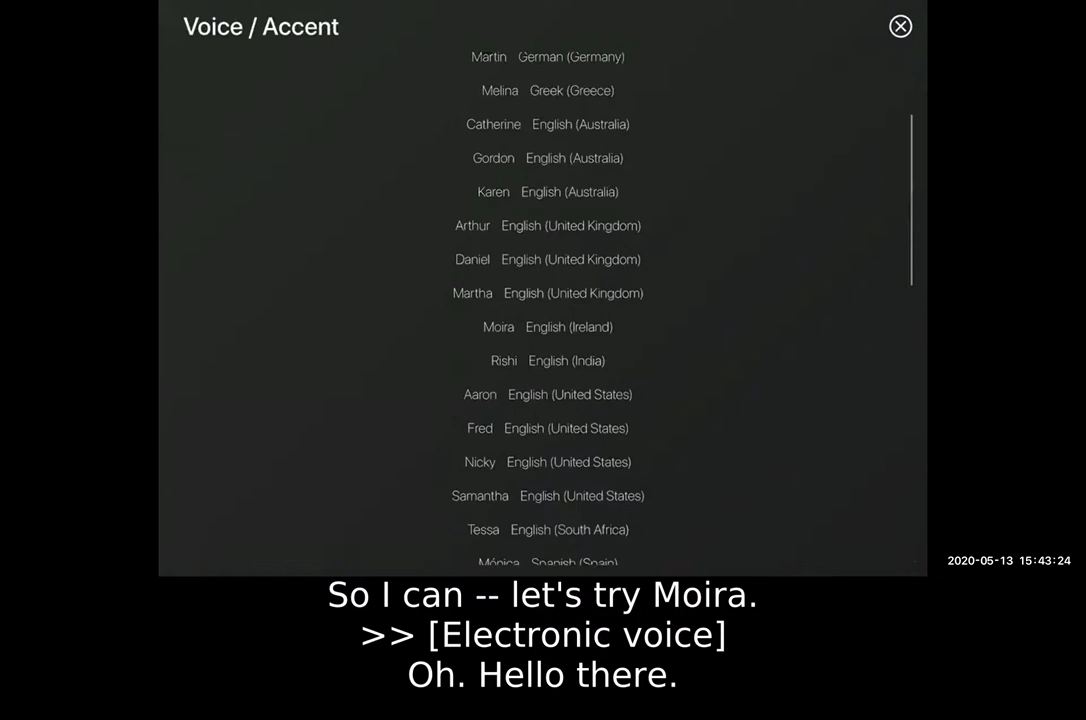 Voice / Accent
Martin German (Germany)
Melina Greek (Greece)
Catherine English (Australia)
Gordon English (Australia)
Karen English (Australia)
Arthur English (United Kingdom)
Daniel English (United Kingdom)
Martha English (United Kingdom)
Moira English (Ireland)
Rishi English (India)
Aaron English (United States)
Fred English (United States)
Nicky English (United States)
Samantha English (United States)
Tessa English (South Africa)
Mónica Spanish (Spain)
2020-05-13 15:43:24
So I can -- let's try Moira.
>> [Electronic voice]
Oh. Hello there.